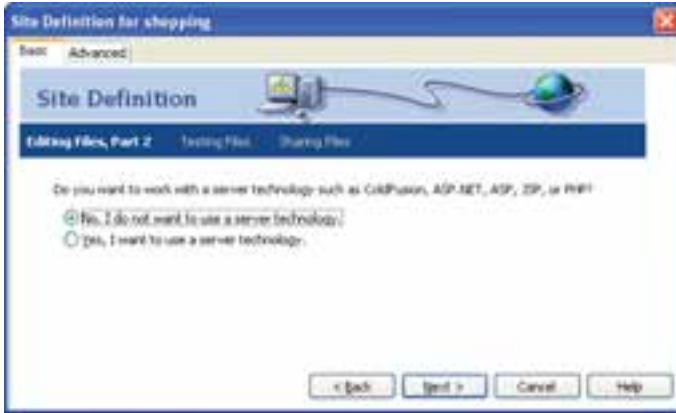 Site Definition for shopping
Basic Advanced
Site Definition
Editing Files, Part 2 Testing Files Sharing Files
Do you want to work with a server technology such as ColdFusion, ASP.NET, ASP, JSP, or PHP?
No, I do not want to use a server technology.
Yes, I want to use a server technology.
< Back Next > Cancel Help